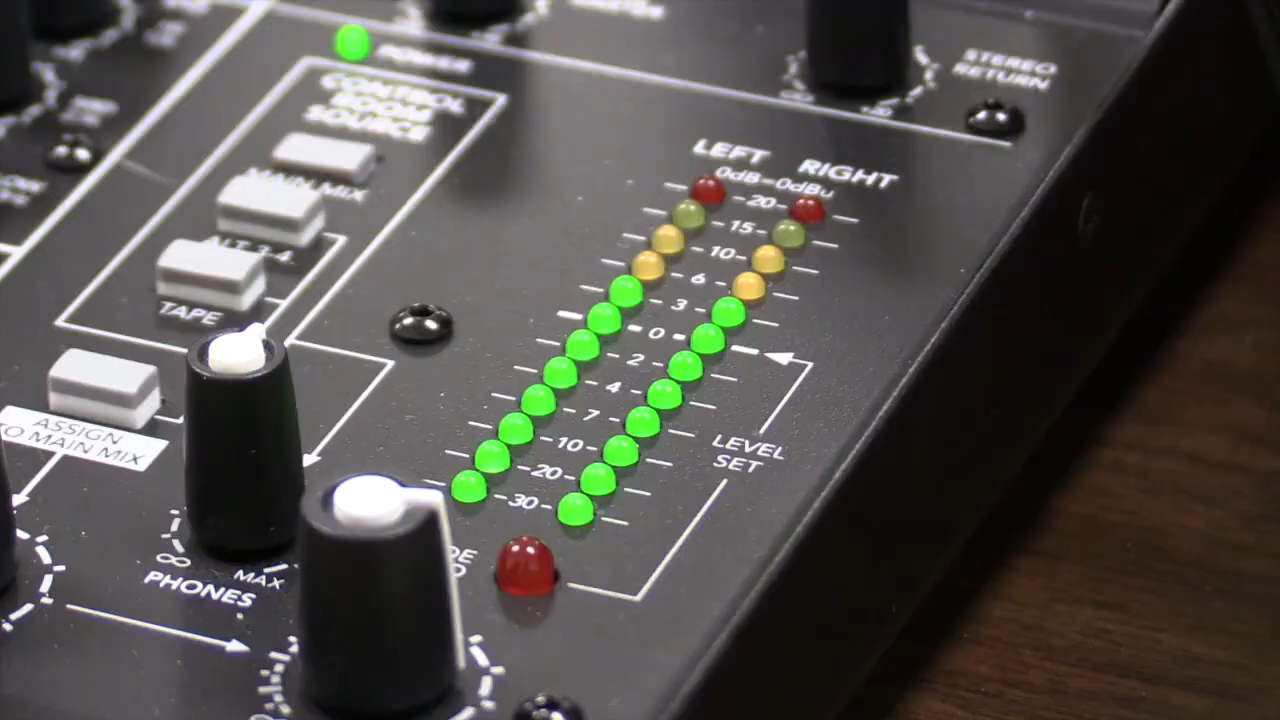 POWER
STEREO
RETURN
CONTROL
ROOM
SOURCE
MAIN MIX
ALT 3-4
TAPE
ASSIGN
TO MAIN MIX
LEFT RIGHT
0dB=0dBu
20
15
10
6
3
0
2
4
7
10
20
30
LEVEL
SET
∞ MAX
PHONES